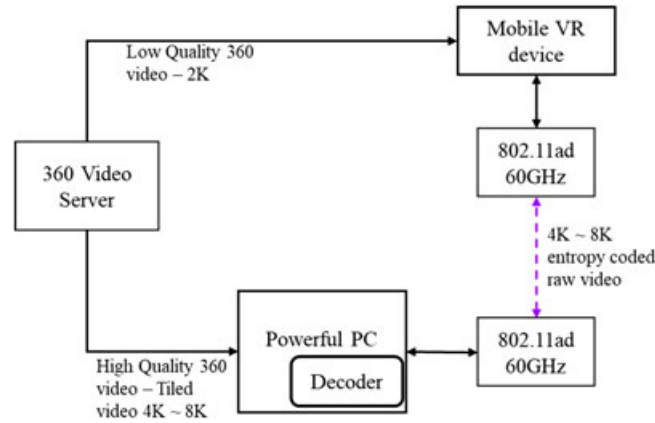 Mobile VR
device
Low Quality 360
video – 2K
802.11ad
60GHz
360 Video
Server
4K ~ 8K
entropy coded
raw video
Powerful PC
Decoder
802.11ad
60GHz
High Quality 360
video – Tiled
video 4K ~ 8K